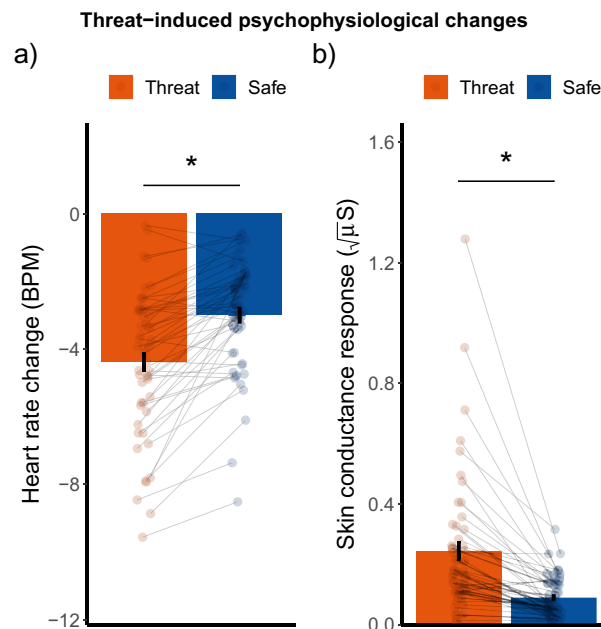 Threat−induced psychophysiological changes
a)
Threat Safe
*
Heart rate change (BPM)
0
−4
−8
−12
b)
Threat Safe
*
Skin conductance response (√μS)
1.6
1.2
0.8
0.4
0.0